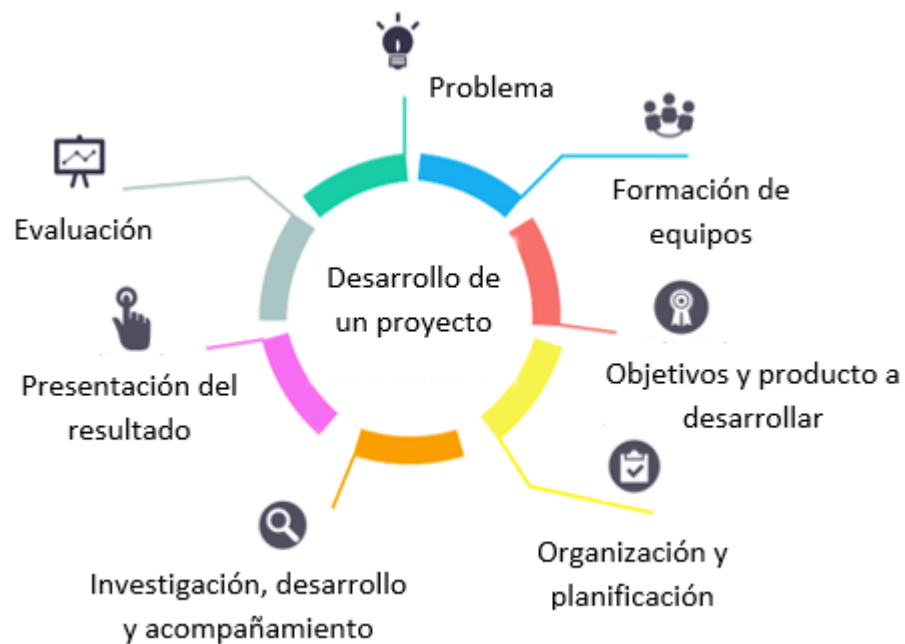 Problema
Formación de
equipos
Objetivos y producto a
desarrollar
Organización y
planificación
Investigación, desarrollo
y acompañamiento
Presentación del
resultado
Evaluación
Desarrollo de
un proyecto